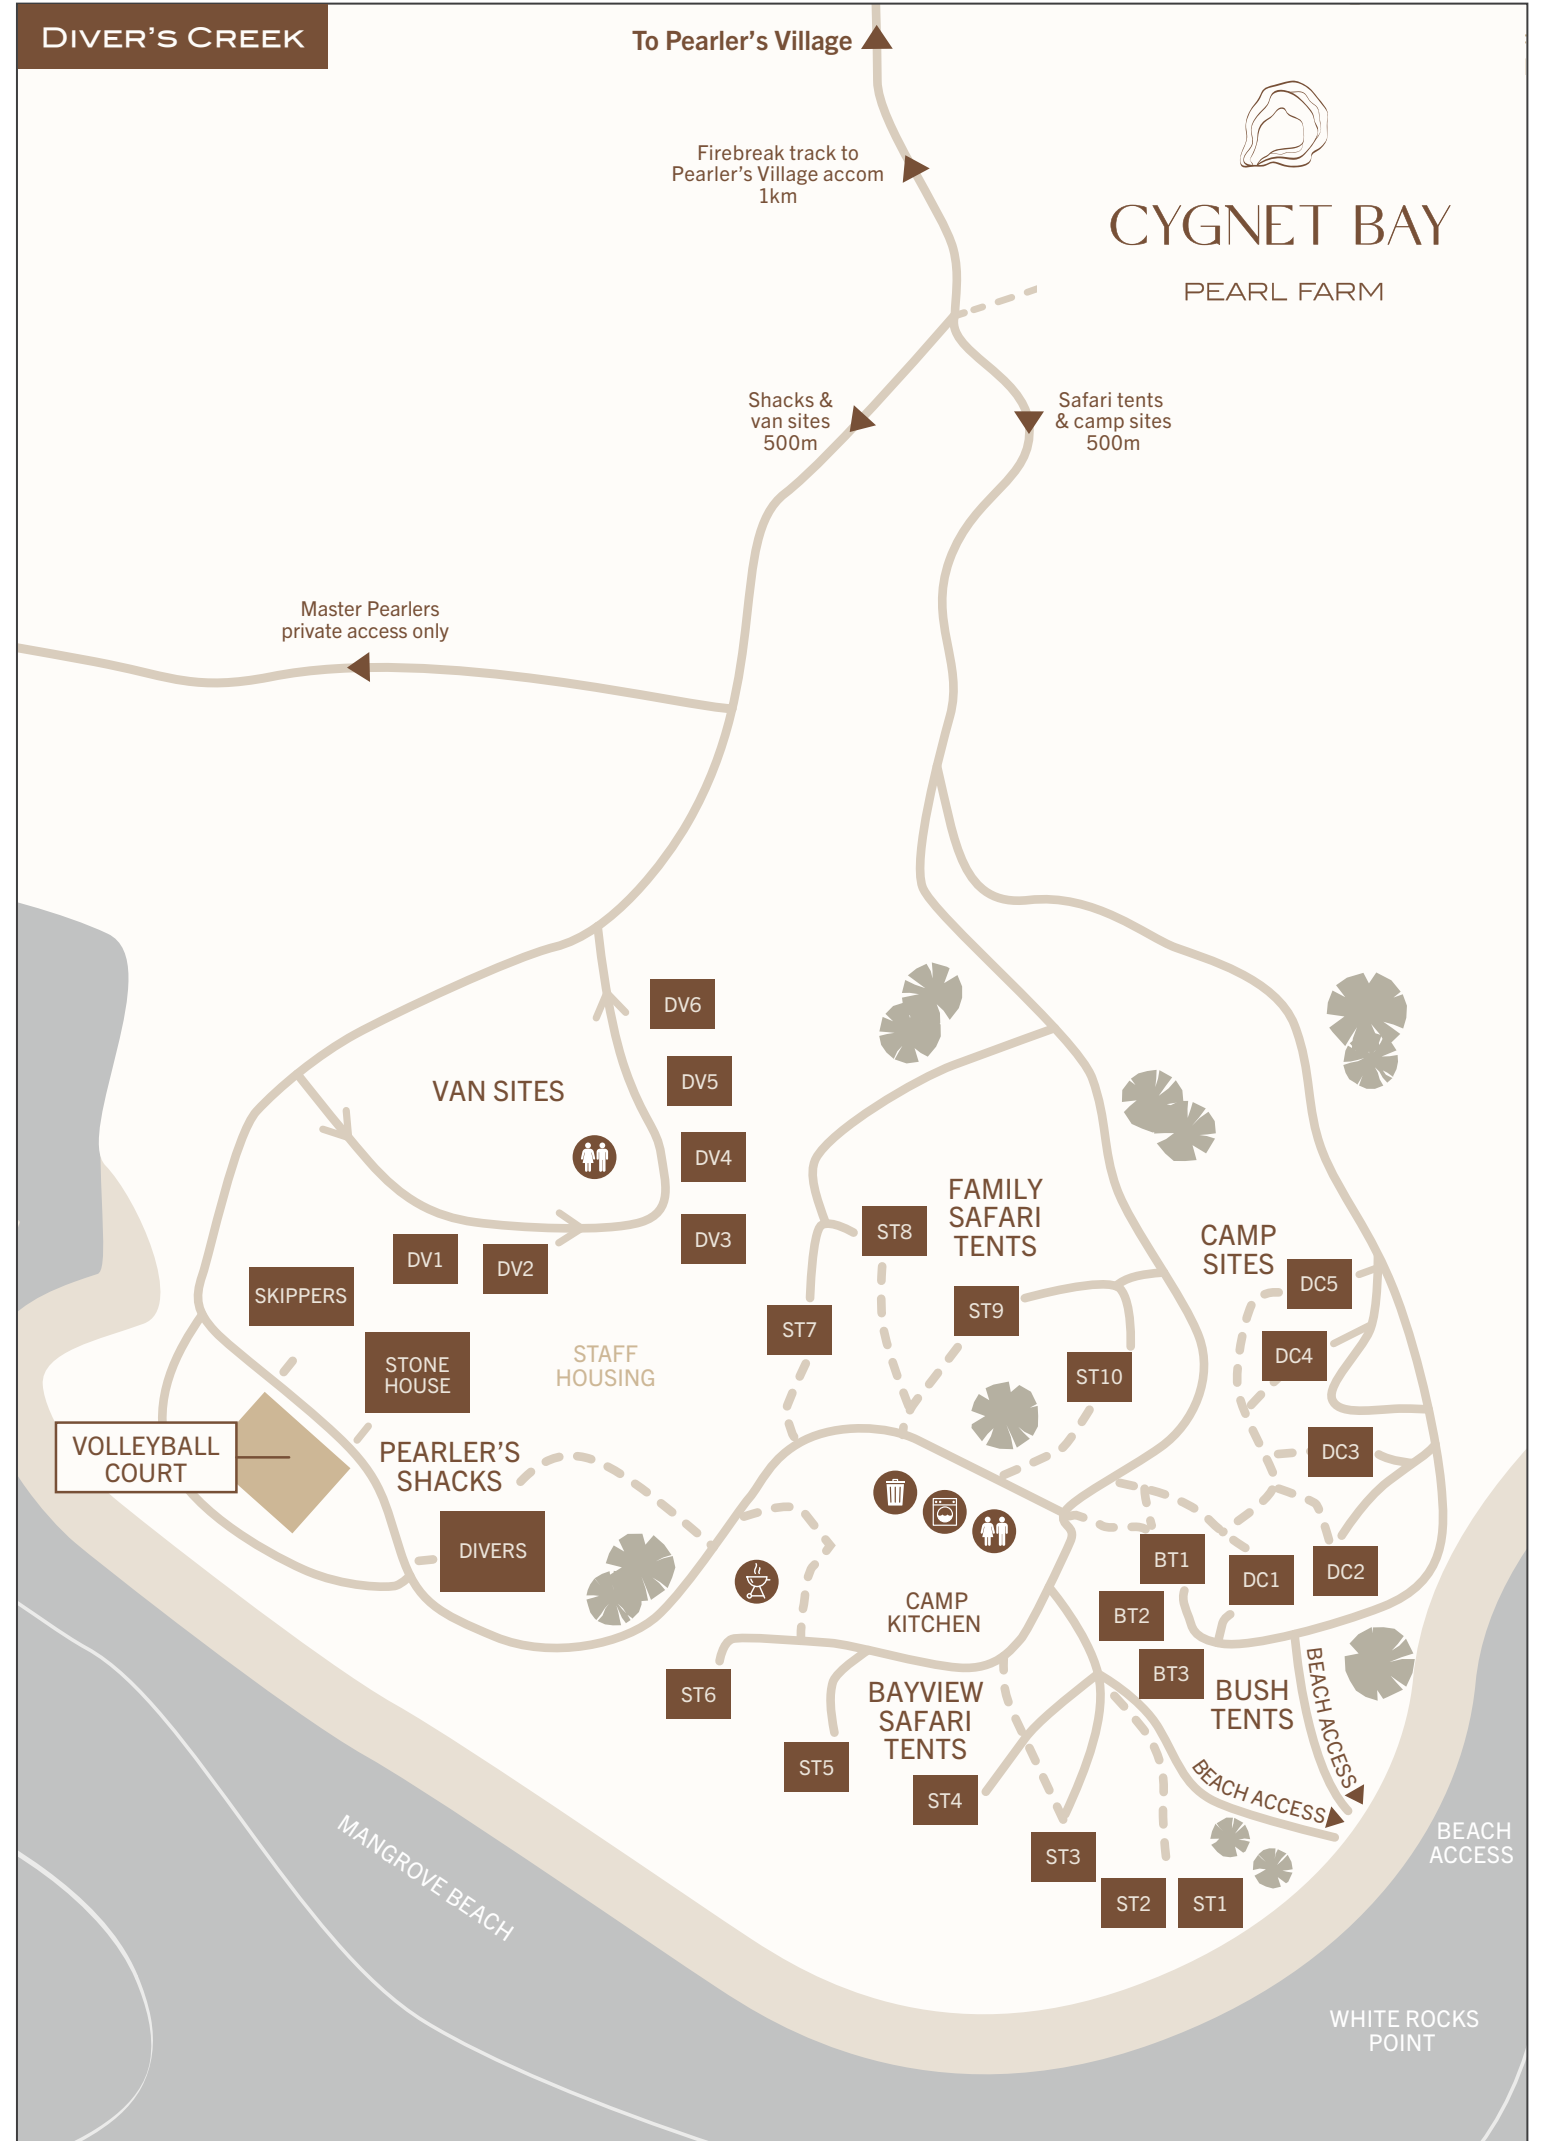 DIVER'S CREEK
To Pearler's Village
Firebreak track to
Pearler's Village accom
1km
CYGNET BAY
PEARL FARM
Shacks &
van sites
500m
Safari tents
& camp sites
500m
Master Pearlers
private access only
DV6
DV5
VAN SITES
DV4
DV3
DV1
DV2
SKIPPERS
STONE
HOUSE
STAFF
HOUSING
VOLLEYBALL
COURT
PEARLER'S
SHACKS
DIVERS
FAMILY
SAFARI
TENTS
ST8
ST7
ST9
ST10
CAMP
SITES
DC5
DC4
DC3
DC2
DC1
BT1
BT2
BT3
BUSH
TENTS
CAMP
KITCHEN
ST6
BAYVIEW
SAFARI
TENTS
ST5
ST4
ST3
ST2
ST1
BEACH ACCESS
BEACH ACCESS
BEACH
ACCESS
MANGROVE BEACH
WHITE ROCKS
POINT